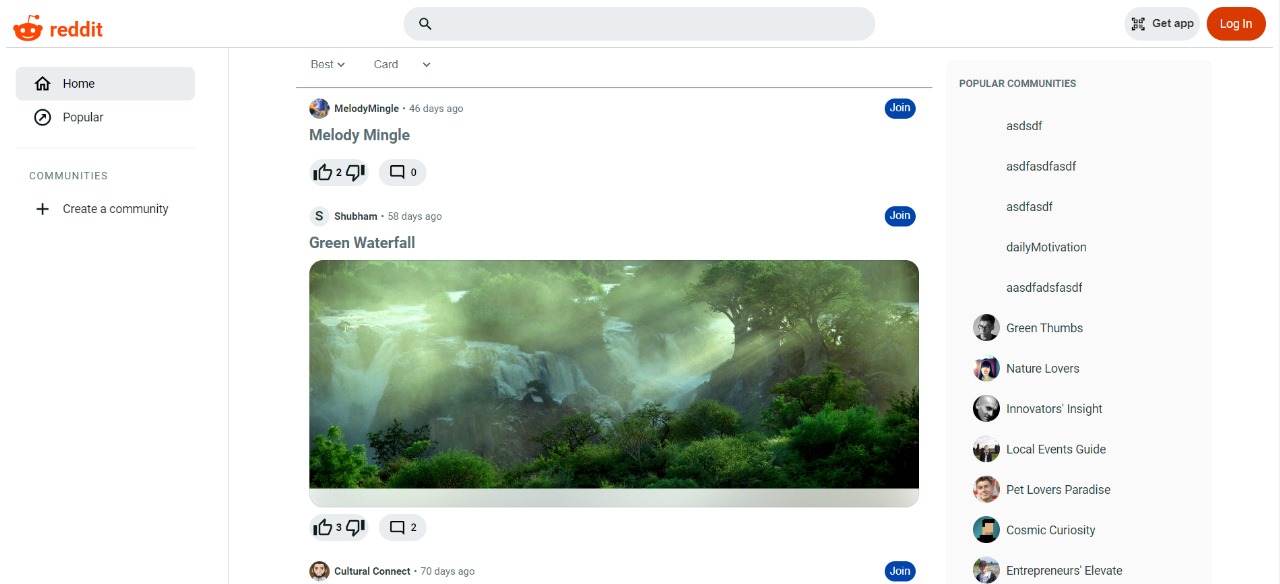 reddit
Get app
Log In
Home
Popular
COMMUNITIES
Create a community
Best
Card
MelodyMingle • 46 days ago
Join
Melody Mingle
2
0
S
Shubham • 58 days ago
Join
Green Waterfall
3
2
Cultural Connect • 70 days ago
Join
POPULAR COMMUNITIES
asdsdf
asdfasdfasdf
asdfasdf
dailyMotivation
aasdfadsfasdf
Green Thumbs
Nature Lovers
Innovators' Insight
Local Events Guide
Pet Lovers Paradise
Cosmic Curiosity
Entrepreneurs' Elevate